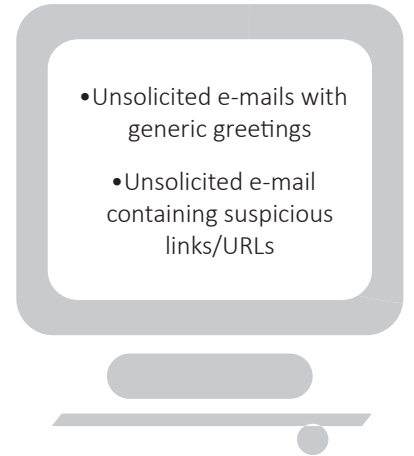 •Unsolicited e-mails with
generic greetings
•Unsolicited e-mail
containing suspicious
links/URLs